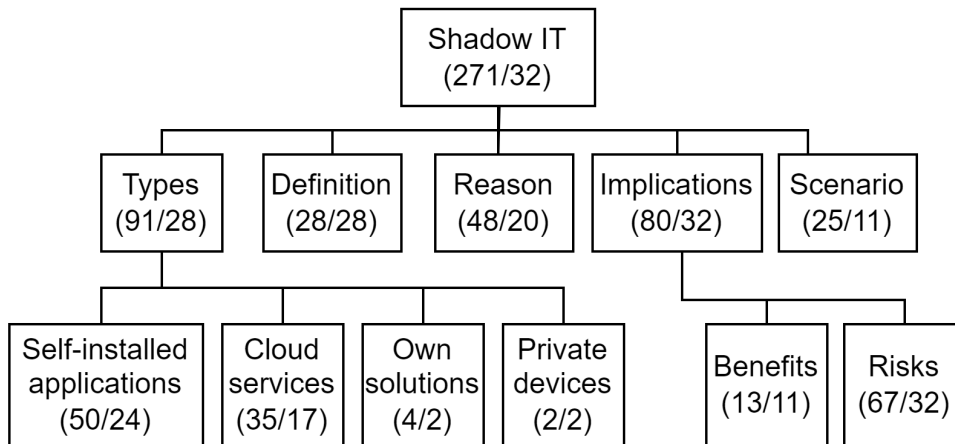 Shadow IT
(271/32)
Types
(91/28)
Definition
(28/28)
Reason
(48/20)
Implications
(80/32)
Scenario
(25/11)
Self-installed
applications
(50/24)
Cloud
services
(35/17)
Own
solutions
(4/2)
Private
devices
(2/2)
Benefits
(13/11)
Risks
(67/32)